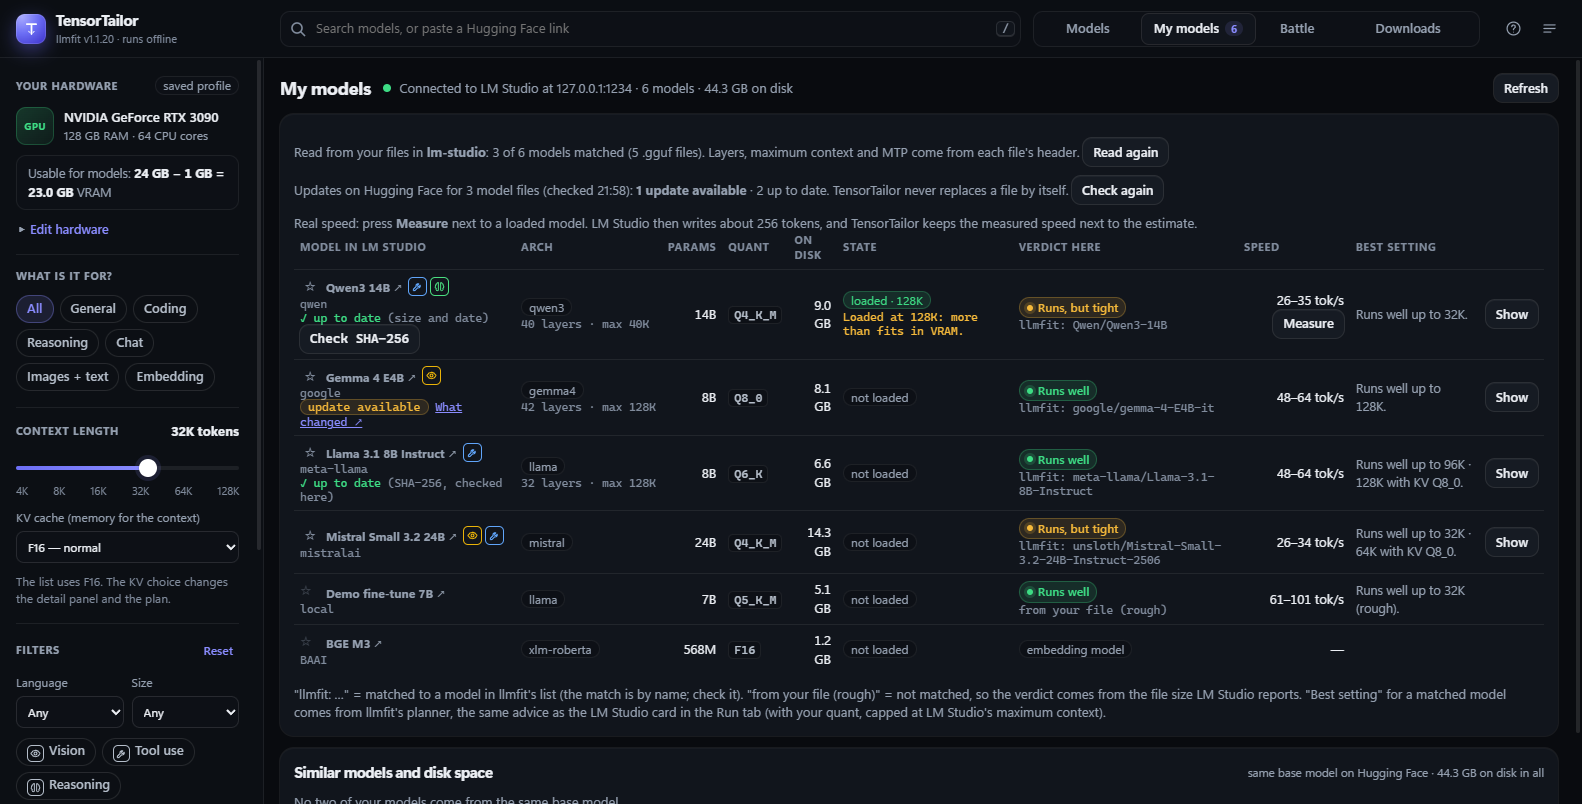 TensorTailor
llmfit v1.1.20 · runs offline
Search models, or paste a Hugging Face link
/
Models
My models 6
Battle
Downloads
YOUR HARDWARE
saved profile
GPU
NVIDIA GeForce RTX 3090
128 GB RAM · 64 CPU cores
Usable for models: 24 GB − 1 GB =
23.0 GB VRAM
▸ Edit hardware
WHAT IS IT FOR?
All
General
Coding
Reasoning
Chat
Images + text
Embedding
CONTEXT LENGTH
32K tokens
4K 8K 16K 32K 64K 128K
KV cache (memory for the context)
F16 — normal
The list uses F16. The KV choice changes
the detail panel and the plan.
FILTERS
Reset
Language
Size
Any
Any
Vision
Tool use
Reasoning
My models
Connected to LM Studio at 127.0.0.1:1234 · 6 models · 44.3 GB on disk
Refresh
Read from your files in lm-studio: 3 of 6 models matched (5 .gguf files). Layers, maximum context and MTP come from each file's header. Read again
Updates on Hugging Face for 3 model files (checked 21:58): 1 update available · 2 up to date. TensorTailor never replaces a file by itself. Check again
Real speed: press Measure next to a loaded model. LM Studio then writes about 256 tokens, and TensorTailor keeps the measured speed next to the estimate.
MODEL IN LM STUDIO
ARCH
PARAMS
QUANT
ON
DISK
STATE
VERDICT HERE
SPEED
BEST SETTING
☆ Qwen3 14B ↗
qwen
✓ up to date (size and date)
Check SHA-256
qwen3
40 layers · max 40K
14B
Q4_K_M
9.0
GB
loaded · 128K
Loaded at 128K: more
than fits in VRAM.
Runs, but tight
llmfit: Qwen/Qwen3-14B
26–35 tok/s
Measure
Runs well up to 32K.
Show
☆ Gemma 4 E4B ↗
google
update available What
changed ↗
gemma4
42 layers · max 128K
8B
Q8_0
8.1
GB
not loaded
Runs well
llmfit: google/gemma-4-E4B-it
48–64 tok/s
Runs well up to
128K.
Show
☆ Llama 3.1 8B Instruct ↗
meta-llama
✓ up to date (SHA-256, checked
here)
llama
32 layers · max 128K
8B
Q6_K
6.6
GB
not loaded
Runs well
llmfit: meta-llama/Llama-3.1-
8B-Instruct
48–64 tok/s
Runs well up to 96K ·
128K with KV Q8_0.
Show
☆ Mistral Small 3.2 24B ↗
mistralai
mistral
24B
Q4_K_M
14.3
GB
not loaded
Runs, but tight
llmfit: unsloth/Mistral-Small-
3.2-24B-Instruct-2506
26–34 tok/s
Runs well up to 32K ·
64K with KV Q8_0.
Show
☆ Demo fine-tune 7B ↗
local
llama
7B
Q5_K_M
5.1
GB
not loaded
Runs well
from your file (rough)
61–101 tok/s
Runs well up to 32K
(rough).
☆ BGE M3 ↗
BAAI
xlm-roberta
568M
F16
1.2
GB
not loaded
embedding model
—
"llmfit: ..." = matched to a model in llmfit's list (the match is by name; check it). "from your file (rough)" = not matched, so the verdict comes from the file size LM Studio reports. "Best setting" for a matched model
comes from llmfit's planner, the same advice as the LM Studio card in the Run tab (with your quant, capped at LM Studio's maximum context).
Similar models and disk space
same base model on Hugging Face · 44.3 GB on disk in all
No two of your models come from the same base model